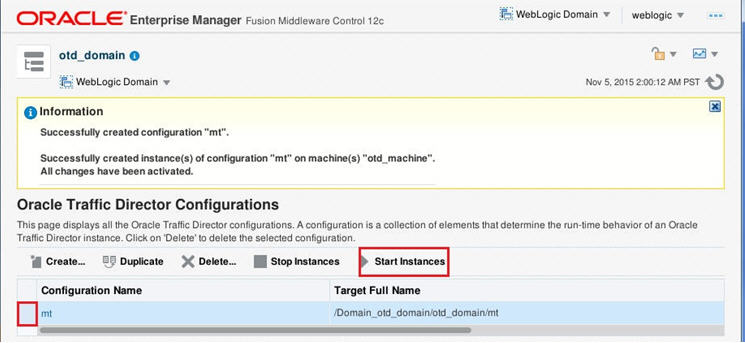 ORACLE Enterprise Manager Fusion Middleware Control 12c WebLogic Domain weblogic
otd_domain
WebLogic Domain Nov 5, 2015 2:00:12 AM PST
Information
Successfully created configuration "mt".
Successfully created instance(s) of configuration "mt" on machine(s) "otd_machine".
All changes have been activated.
Oracle Traffic Director Configurations
This page displays all the Oracle Traffic Director configurations. A configuration is a collection of elements that determine the run-time behavior of an Oracle
Traffic Director instance. Click on 'Delete' to delete the selected configuration.
Create... Duplicate Delete... Stop Instances Start Instances
Configuration Name Target Full Name
mt /Domain_otd_domain/otd_domain/mt